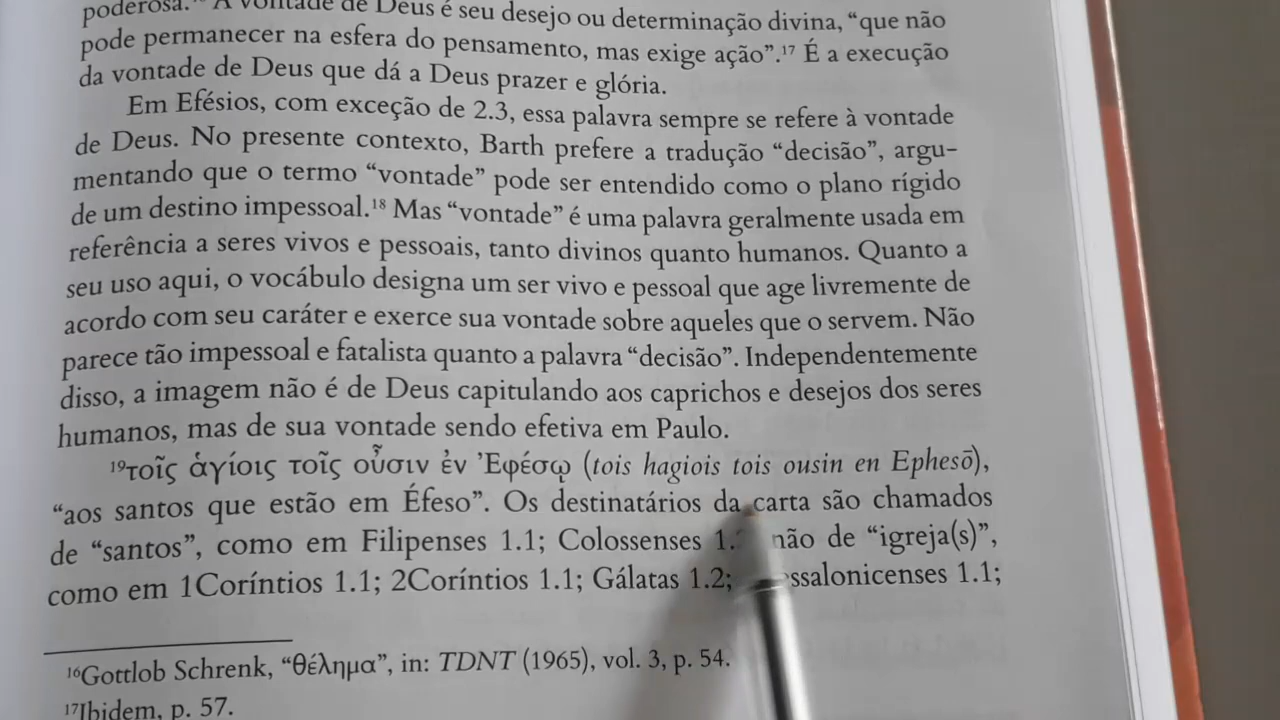 poderosa.¹⁶ A vontade de Deus é seu desejo ou determinação divina, “que não
pode permanecer na esfera do pensamento, mas exige ação”.¹⁷ É a execução
da vontade de Deus que dá a Deus prazer e glória.
Em Efésios, com exceção de 2.3, essa palavra sempre se refere à vontade
de Deus. No presente contexto, Barth prefere a tradução “decisão”, argu-
mentando que o termo “vontade” pode ser entendido como o plano rígido
de um destino impessoal.¹⁸ Mas “vontade” é uma palavra geralmente usada em
referência a seres vivos e pessoais, tanto divinos quanto humanos. Quanto a
seu uso aqui, o vocábulo designa um ser vivo e pessoal que age livremente de
acordo com seu caráter e exerce sua vontade sobre aqueles que o servem. Não
parece tão impessoal e fatalista quanto a palavra “decisão”. Independentemente
disso, a imagem não é de Deus capitulando aos caprichos e desejos dos seres
humanos, mas de sua vontade sendo efetiva em Paulo.
¹⁹τοῖς ἁγίοις τοῖς οὖσιν ἐν Ἐφέσῳ (tois hagiois tois ousin en Ephesō),
“aos santos que estão em Éfeso”. Os destinatários da carta são chamados
de “santos”, como em Filipenses 1.1; Colossenses não de “igreja(s)”,
como em 1Coríntios 1.1; 2Coríntios 1.1; Gálatas 1.2; 1.1;
¹⁶Gottlob Schrenk, “θέλημα”, in: TDNT (1965), vol. 3, p. 54.
¹⁷Ibidem, p. 57.